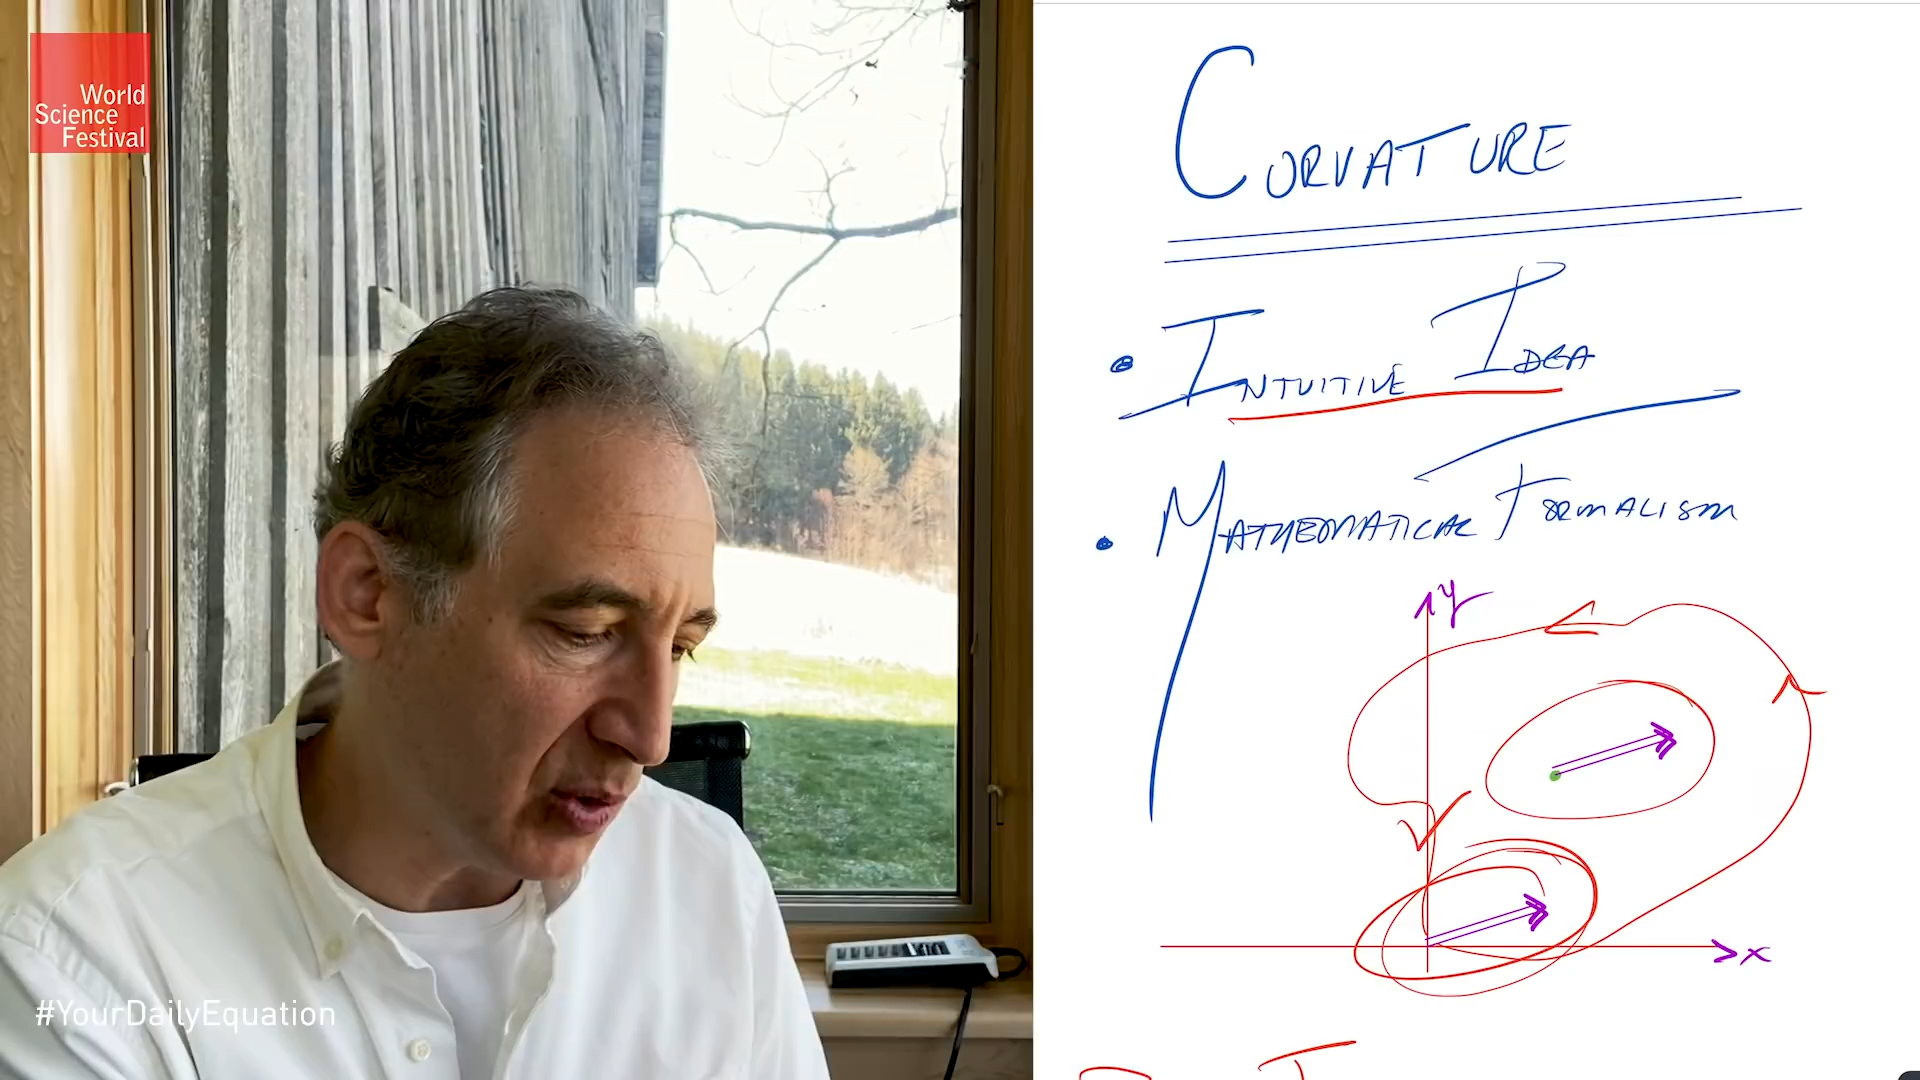 World
Science
Festival
#YourDailyEquation
CURVATURE
• INTUITIVE IDEA
• MATHEMATICAL FORMALISM
y
x